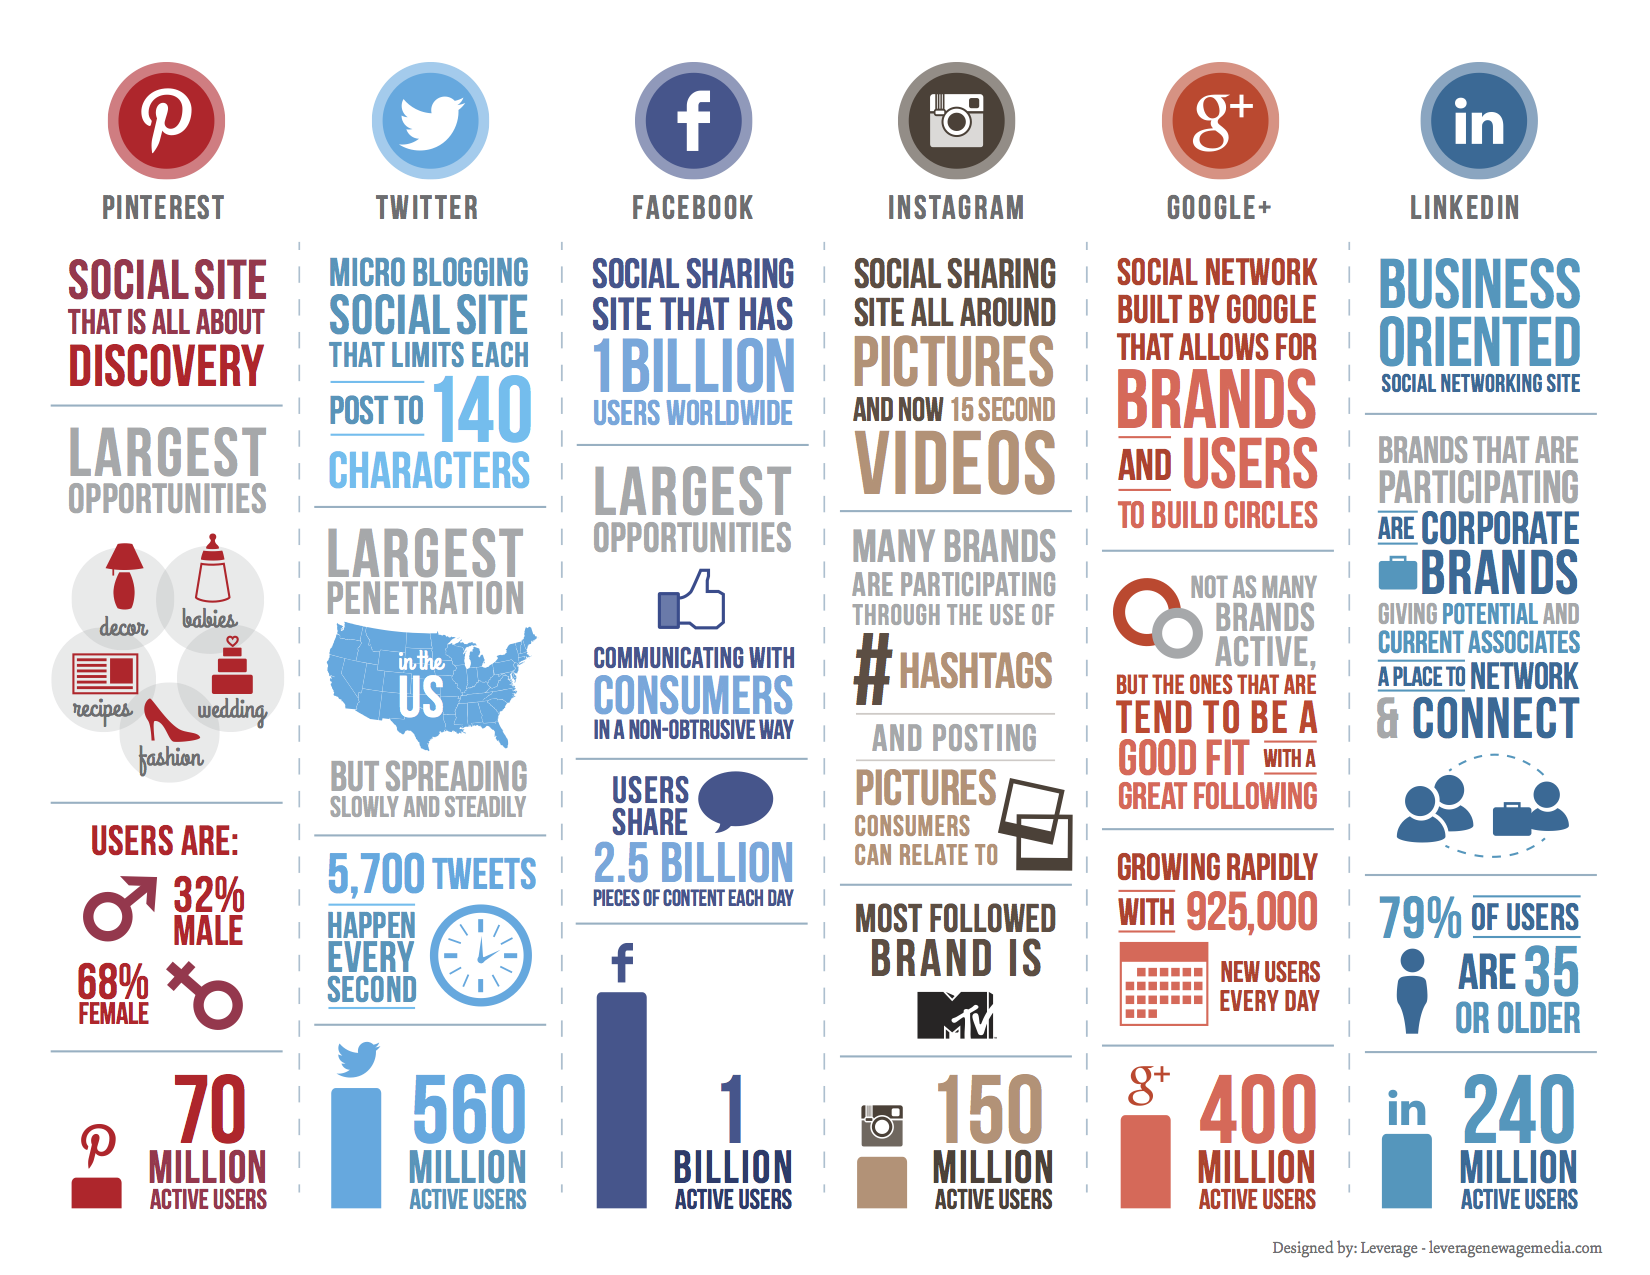 PINTEREST
SOCIAL SITE
THAT IS ALL ABOUT
DISCOVERY
LARGEST
OPPORTUNITIES
decor
babies
recipes
wedding
fashion
USERS ARE:
32%
MALE
68%
FEMALE
70
MILLION
ACTIVE USERS
TWITTER
MICRO BLOGGING
SOCIAL SITE
THAT LIMITS EACH
POST TO 140
CHARACTERS
LARGEST
PENETRATION
in the
US
BUT SPREADING
SLOWLY AND STEADILY
5,700 TWEETS
HAPPEN
EVERY
SECOND
560
MILLION
ACTIVE USERS
f
FACEBOOK
SOCIAL SHARING
SITE THAT HAS
1 BILLION
USERS WORLDWIDE
LARGEST
OPPORTUNITIES
COMMUNICATING WITH
CONSUMERS
IN A NON-OBTRUSIVE WAY
USERS
SHARE
2.5 BILLION
PIECES OF CONTENT EACH DAY
f
1
BILLION
ACTIVE USERS
INSTAGRAM
SOCIAL SHARING
SITE ALL AROUND
PICTURES
AND NOW 15 SECOND
VIDEOS
MANY BRANDS
ARE PARTICIPATING
THROUGH THE USE OF
# HASHTAGS
AND POSTING
PICTURES
CONSUMERS
CAN RELATE TO
MOST FOLLOWED
BRAND IS
MTV
150
MILLION
ACTIVE USERS
g+
GOOGLE+
SOCIAL NETWORK
BUILT BY GOOGLE
THAT ALLOWS FOR
BRANDS
AND USERS
TO BUILD CIRCLES
NOT AS MANY
BRANDS
ACTIVE,
BUT THE ONES THAT ARE
TEND TO BE A
GOOD FIT WITH A
GREAT FOLLOWING
GROWING RAPIDLY
WITH 925,000
NEW USERS
EVERY DAY
g+
400
MILLION
ACTIVE USERS
in
LINKEDIN
BUSINESS
ORIENTED
SOCIAL NETWORKING SITE
BRANDS THAT ARE
PARTICIPATING
ARE CORPORATE
BRANDS
GIVING POTENTIAL AND
CURRENT ASSOCIATES
A PLACE TO NETWORK
& CONNECT
79% OF USERS
ARE 35
OR OLDER
in
240
MILLION
ACTIVE USERS
Designed by: Leverage - leveragenewagemedia.com